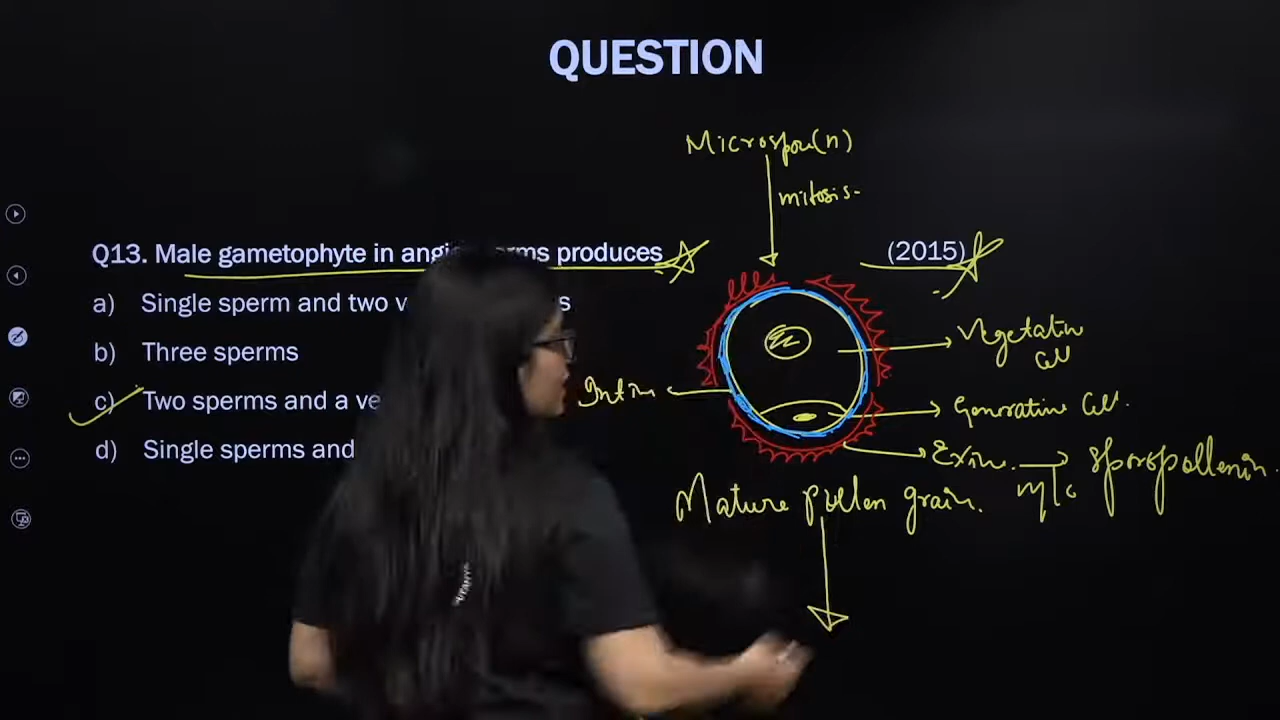 QUESTION
Microspore(n)
mitosis.
Q13. Male gametophyte in angi rms produces
(2015)
a) Single sperm and two v s
b) Three sperms
c) Two sperms and a ve
d) Single sperms and
Vegetative
Cell
Intine
Generative Cell.
Exine. m/c sporopollenin.
Mature pollen grain.